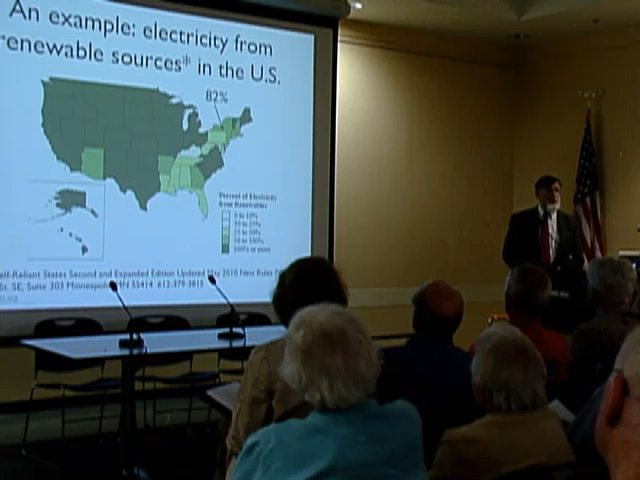 An example: electricity from
renewable sources* in the U.S.
82%
Percent of Electricity
from Renewables
0 to 10%
10 to 25%
25 to 50%
50 to 100%
100% or more
elf-Reliant States Second and Expanded Edition Updated May 2010 New Rules P
St. SE, Suite 303 Minneapolis, MN 55414 612-379-3815